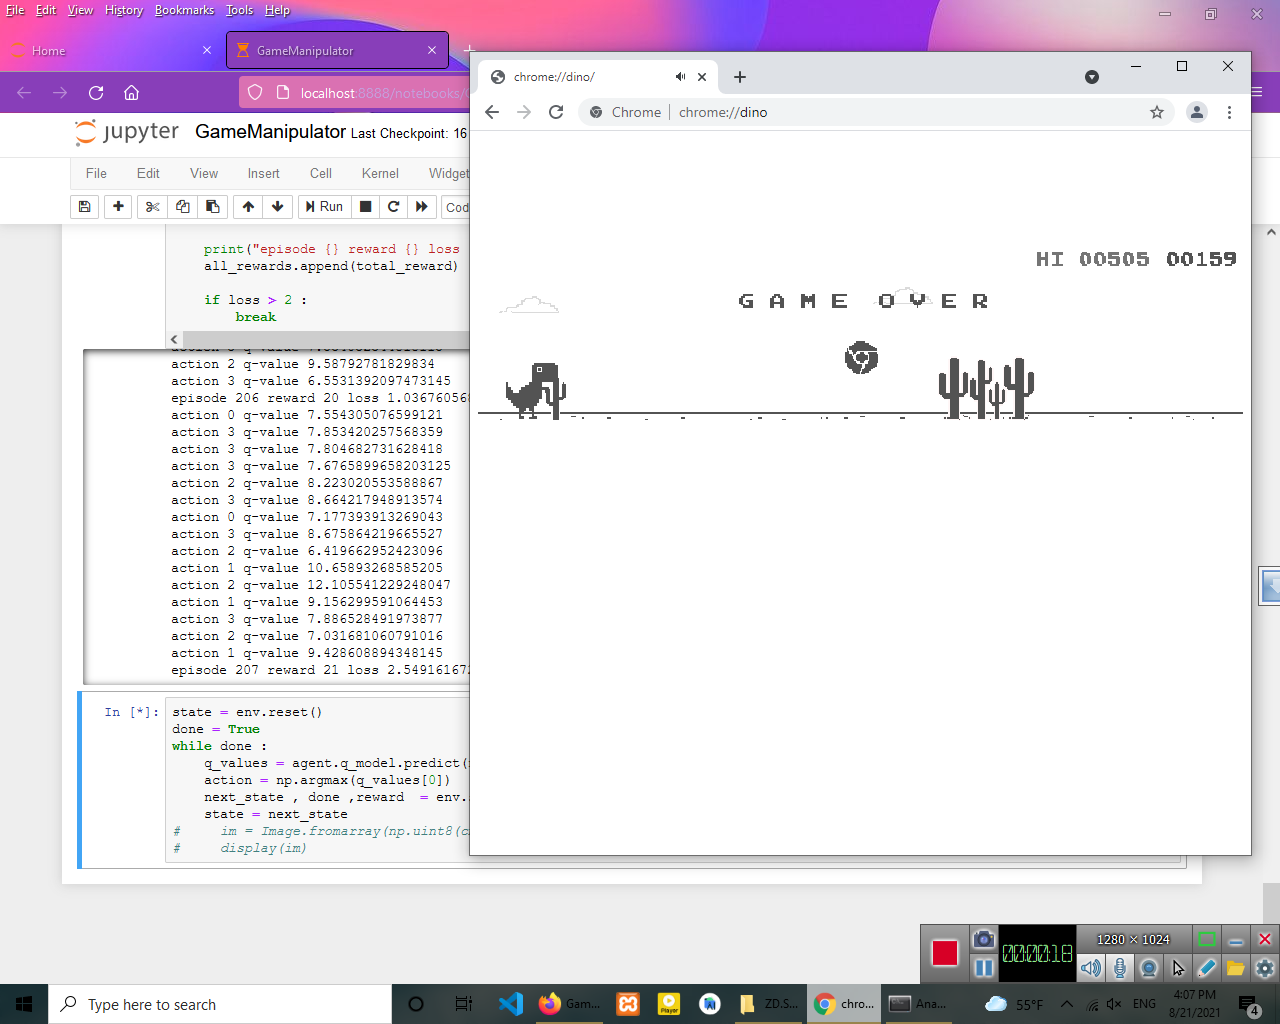 File Edit View History Bookmarks Tools Help
Home
GameManipulator
localhost:8888/notebooks/
jupyter GameManipulator Last Checkpoint: 16
File Edit View Insert Cell Kernel Widget
Run
Cod
print("episode {} reward {} loss
all_rewards.append(total_reward)
if loss > 2 :
break
action 2 q-value 9.58792781829834
action 3 q-value 6.5531392097473145
episode 206 reward 20 loss 1.036760568
action 0 q-value 7.554305076599121
action 3 q-value 7.853420257568359
action 3 q-value 7.804682731628418
action 3 q-value 7.6765899658203125
action 2 q-value 8.223020553588867
action 3 q-value 8.664217948913574
action 0 q-value 7.177393913269043
action 3 q-value 8.675864219665527
action 2 q-value 6.419662952423096
action 1 q-value 10.65893268585205
action 2 q-value 12.105541229248047
action 1 q-value 9.156299591064453
action 3 q-value 7.886528491973877
action 2 q-value 7.031681060791016
action 1 q-value 9.428608894348145
episode 207 reward 21 loss 2.549161672
In [*]:
state = env.reset()
done = True
while done :
q_values = agent.q_model.predict(
action = np.argmax(q_values[0])
next_state , done ,reward = env.
state = next_state
# im = Image.fromarray(np.uint8(c
# display(im)
chrome://dino/
Chrome | chrome://dino
HI 00505 00159
GAME OVER
1280 × 1024
00:00:18
Type here to search
Gam...
Player
ZD.S...
chro...
Ana...
55°F
ENG
4:07 PM
8/21/2021
4